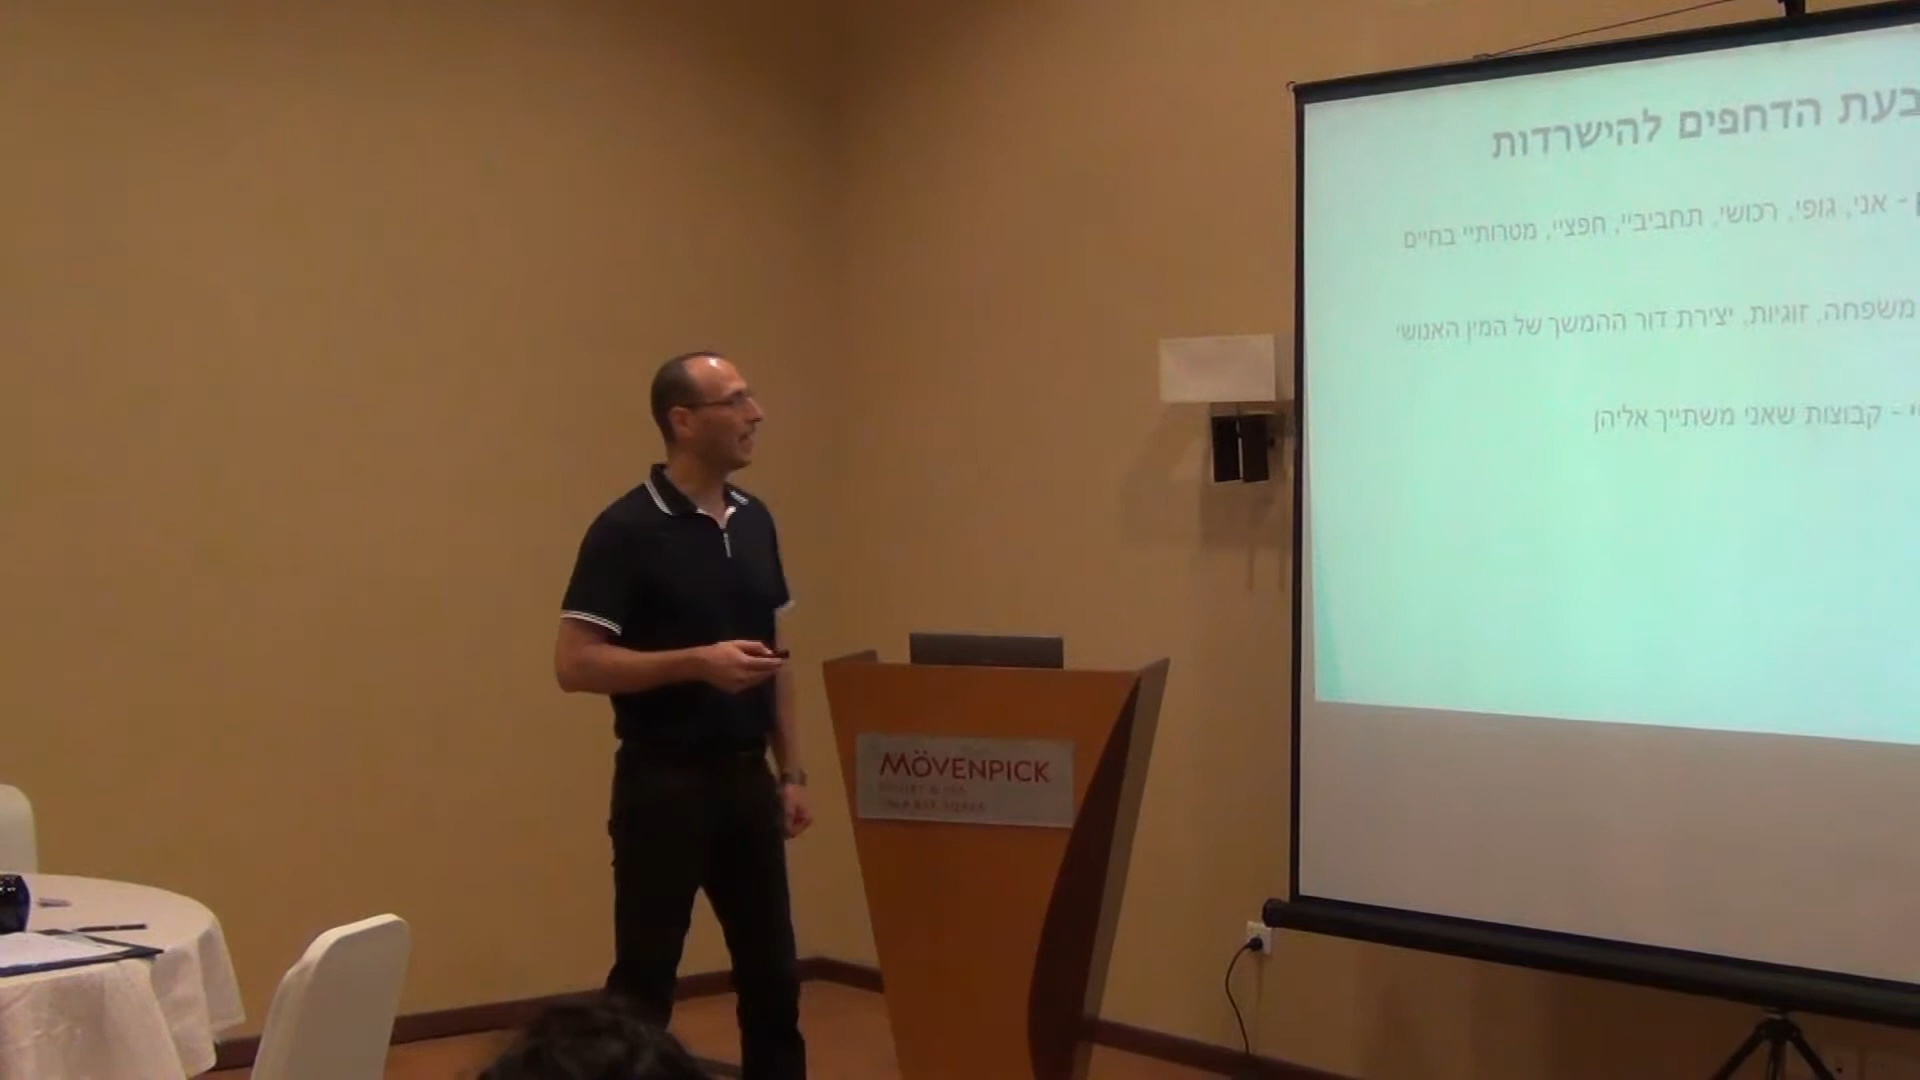 הדחפים להישרדות
- אני, גופי, רכושי, תחביביי, חפציי, מטרותיי בחיים
משפחה, זוגיות, יצירת דור ההמשך של המין האנושי
- קבוצות שאני משתייך אליהן
MÖVENPICK